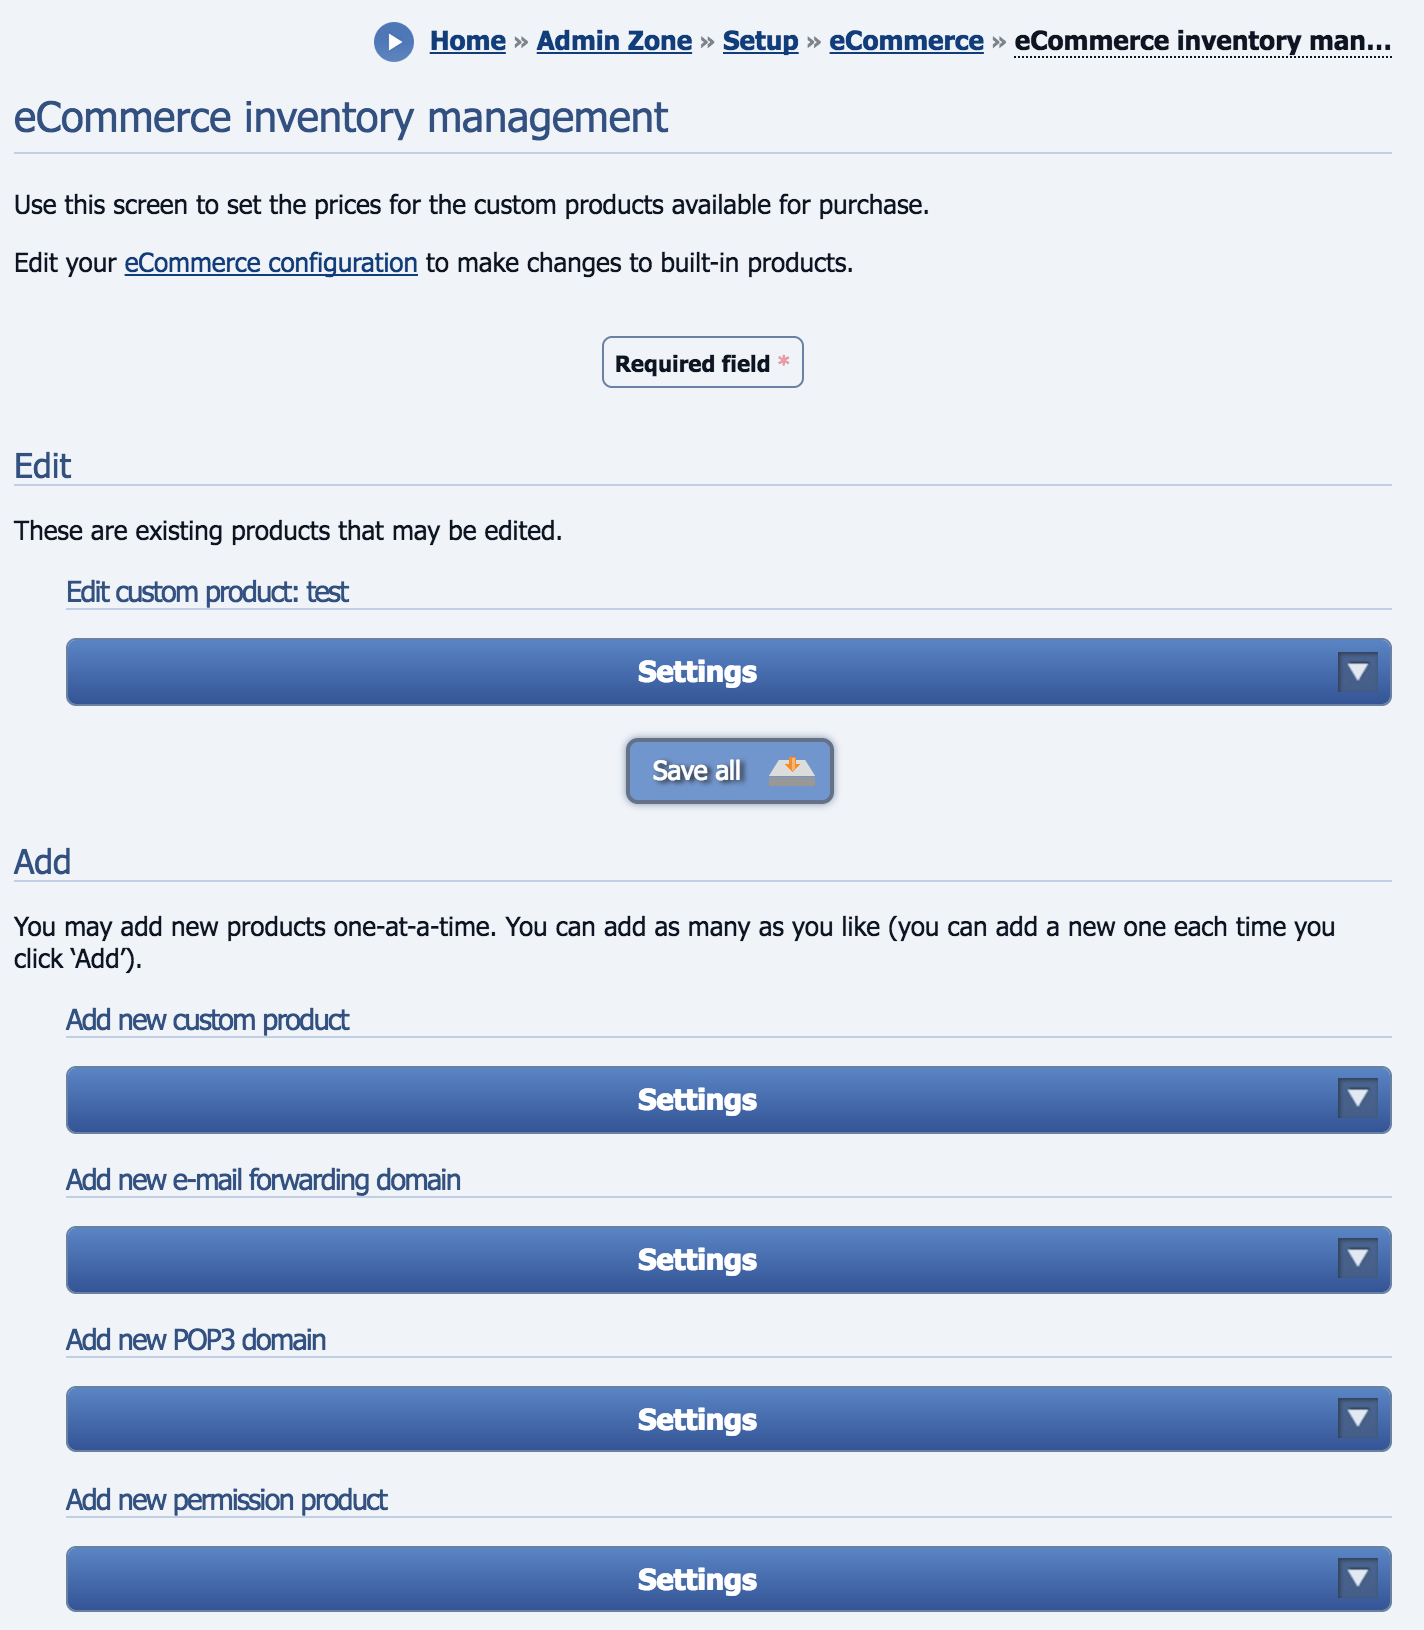 Home » Admin Zone » Setup » eCommerce » eCommerce inventory man...
eCommerce inventory management
Use this screen to set the prices for the custom products available for purchase.
Edit your eCommerce configuration to make changes to built-in products.
Required field *
Edit
These are existing products that may be edited.
Edit custom product: test
Settings
Save all
Add
You may add new products one-at-a-time. You can add as many as you like (you can add a new one each time you
click ‘Add’).
Add new custom product
Settings
Add new e-mail forwarding domain
Settings
Add new POP3 domain
Settings
Add new permission product
Settings